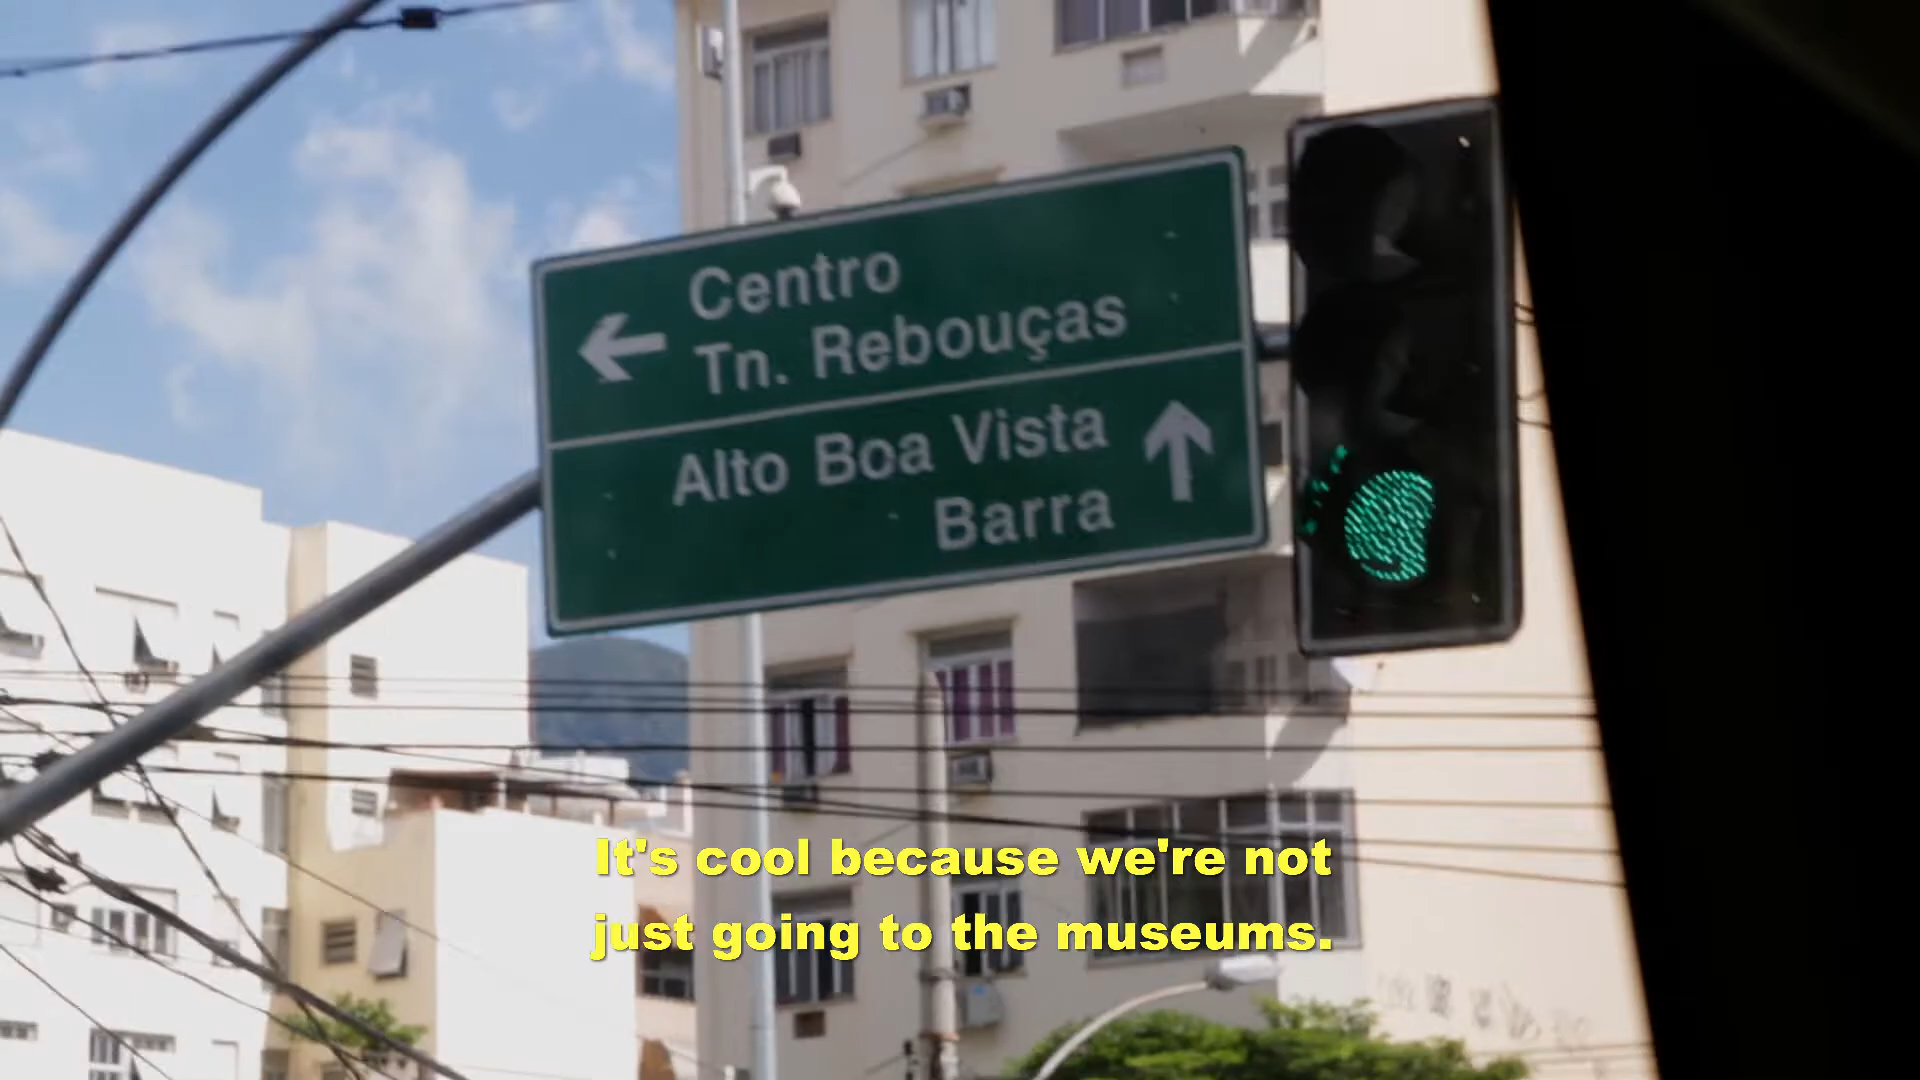 Centro
Tn. Rebouças
Alto Boa Vista
Barra
It's cool because we're not
just going to the museums.